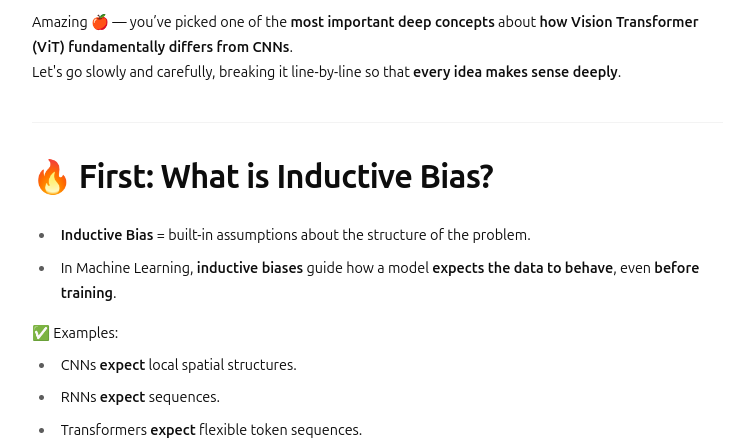 Amazing 🍎 — you've picked one of the most important deep concepts about how Vision Transformer
(ViT) fundamentally differs from CNNs.
Let's go slowly and carefully, breaking it line-by-line so that every idea makes sense deeply.
🔥 First: What is Inductive Bias?
• Inductive Bias = built-in assumptions about the structure of the problem.
• In Machine Learning, inductive biases guide how a model expects the data to behave, even before
training.
✅ Examples:
• CNNs expect local spatial structures.
• RNNs expect sequences.
• Transformers expect flexible token sequences.